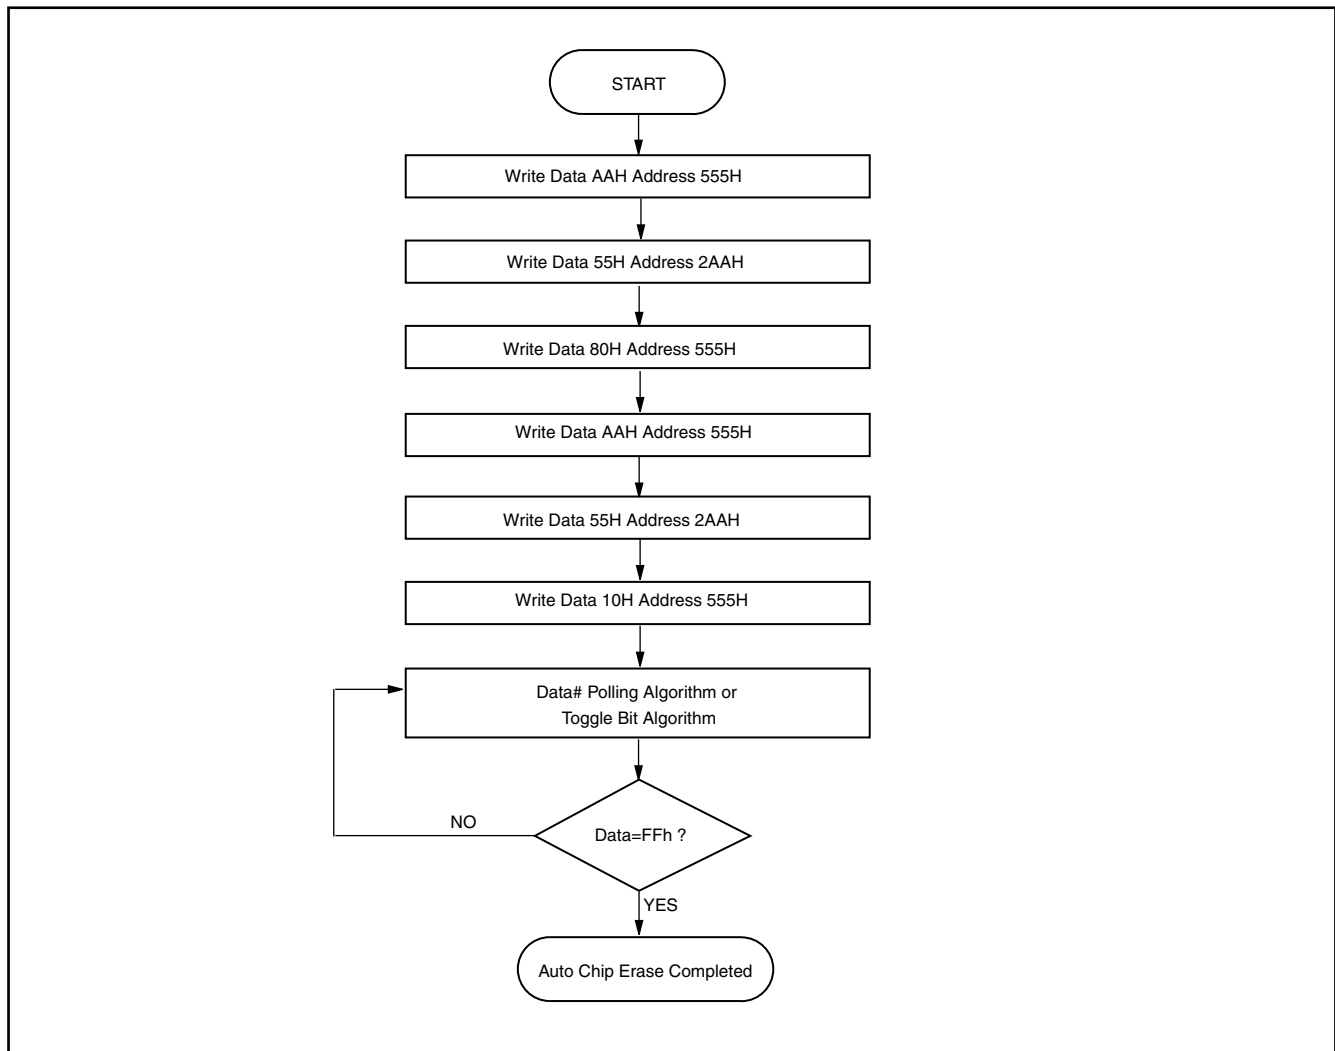 START
Write Data AAH Address 555H
Write Data 55H Address 2AAH
Write Data 80H Address 555H
Write Data AAH Address 555H
Write Data 55H Address 2AAH
Write Data 10H Address 555H
Data# Polling Algorithm or
Toggle Bit Algorithm
NO
Data=FFh ?
YES
Auto Chip Erase Completed